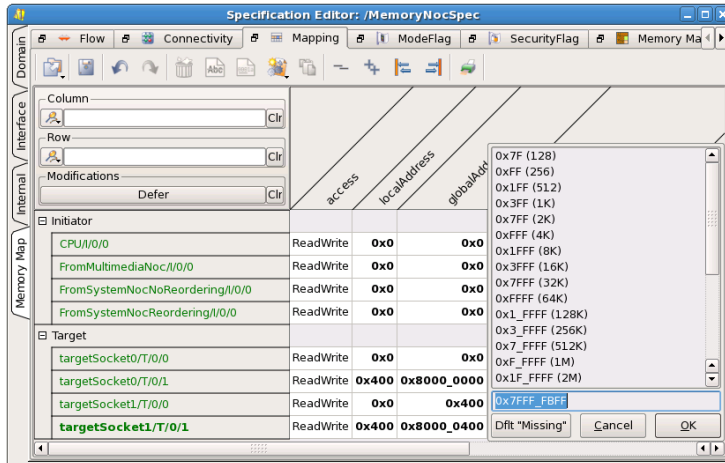 Specification Editor: /MemoryNocSpec
Flow Connectivity Mapping ModeFlag SecurityFlag Memory Ma
Domain
Interface
Internal
Memory Map
Abc
Column
Clr
Row
Clr
Modifications
Defer Clr
access localAddress globalAdd
Initiator
CPU/I/0/0 ReadWrite 0x0 0x0
FromMultimediaNoc/I/0/0 ReadWrite 0x0 0x0
FromSystemNocNoReordering/I/0/0 ReadWrite 0x0 0x0
FromSystemNocReordering/I/0/0 ReadWrite 0x0 0x0
Target
targetSocket0/T/0/0 ReadWrite 0x0 0x0
targetSocket0/T/0/1 ReadWrite 0x400 0x8000_0000
targetSocket1/T/0/0 ReadWrite 0x0 0x400
targetSocket1/T/0/1 ReadWrite 0x400 0x8000_0400
0x7F (128)
0xFF (256)
0x1FF (512)
0x3FF (1K)
0x7FF (2K)
0xFFF (4K)
0x1FFF (8K)
0x3FFF (16K)
0x7FFF (32K)
0xFFFF (64K)
0x1_FFFF (128K)
0x3_FFFF (256K)
0x7_FFFF (512K)
0xF_FFFF (1M)
0x1F_FFFF (2M)
0x7FFF_FBFF
Dflt "Missing" Cancel OK